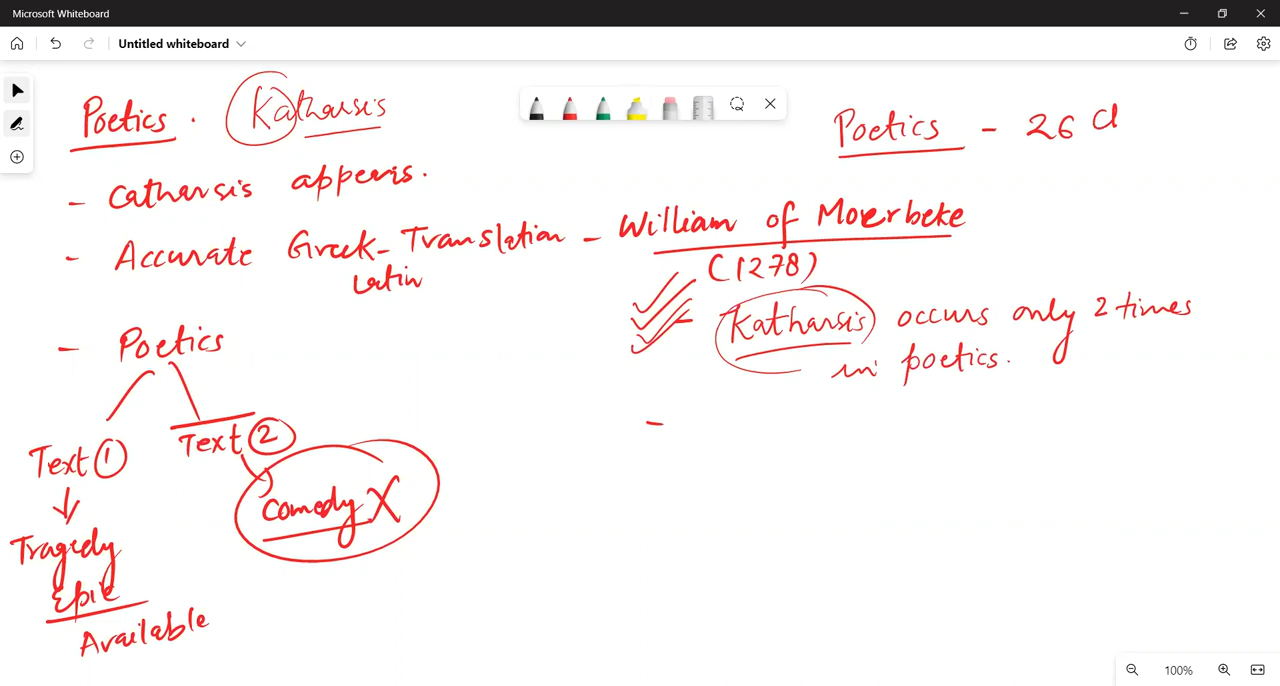 Microsoft Whiteboard
Untitled whiteboard
Poetics . Katharsis
- Catharsis appears.
- Accurate Greek - Translation - William of Moerbeke
Latin
(1278)
- Poetics
Text ①
Text ②
Tragedy
Epic
Available
Comedy X
Poetics - 26 cl
Katharsis occurs only 2 times
in poetics.
-
100%